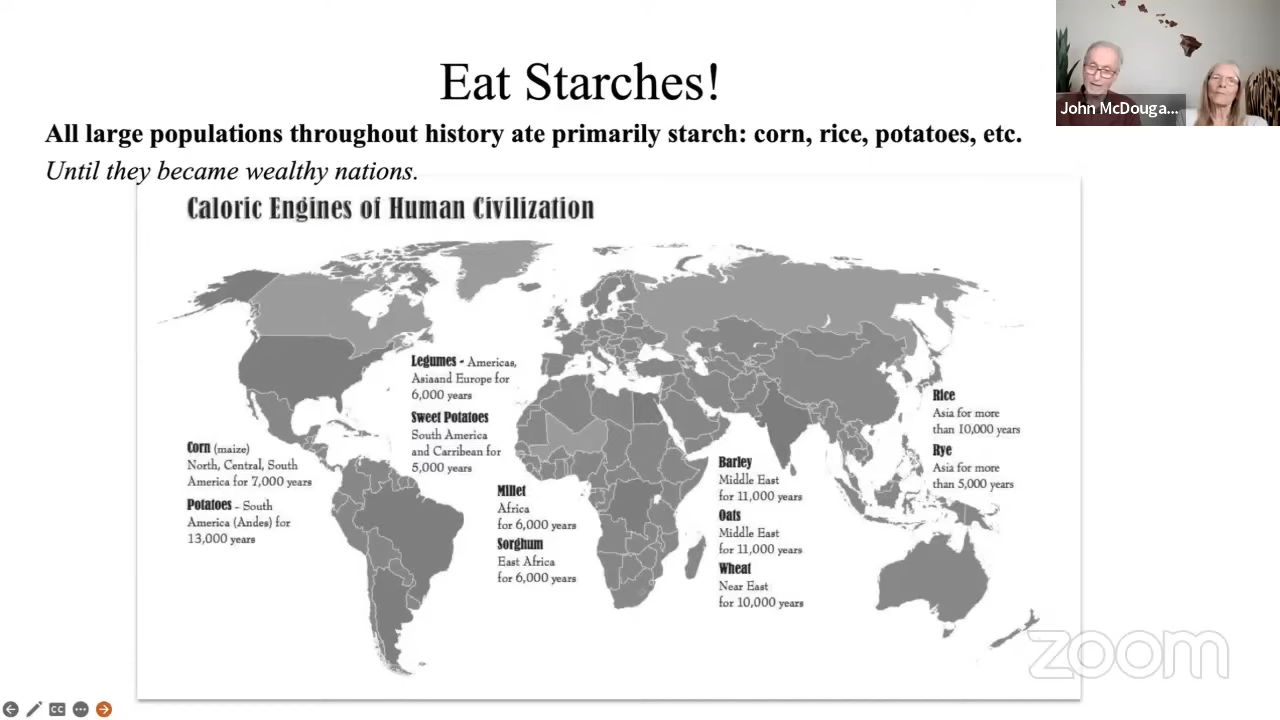 Eat Starches!
All large populations throughout history ate primarily starch: corn, rice, potatoes, etc.
Until they became wealthy nations.
John McDouga...
Caloric Engines of Human Civilization
Legumes - Americas,
Asiaand Europe for
6,000 years
Sweet Potatoes
South America
and Carribean for
5,000 years
Corn (maize)
North, Central, South
America for 7,000 years
Potatoes - South
America (Andes) for
13,000 years
Millet
Africa
for 6,000 years
Sorghum
East Africa
for 6,000 years
Barley
Middle East
for 11,000 years
Oats
Middle East
for 11,000 years
Wheat
Near East
for 10,000 years
Rice
Asia for more
than 10,000 years
Rye
Asia for more
than 5,000 years
zoom
CC